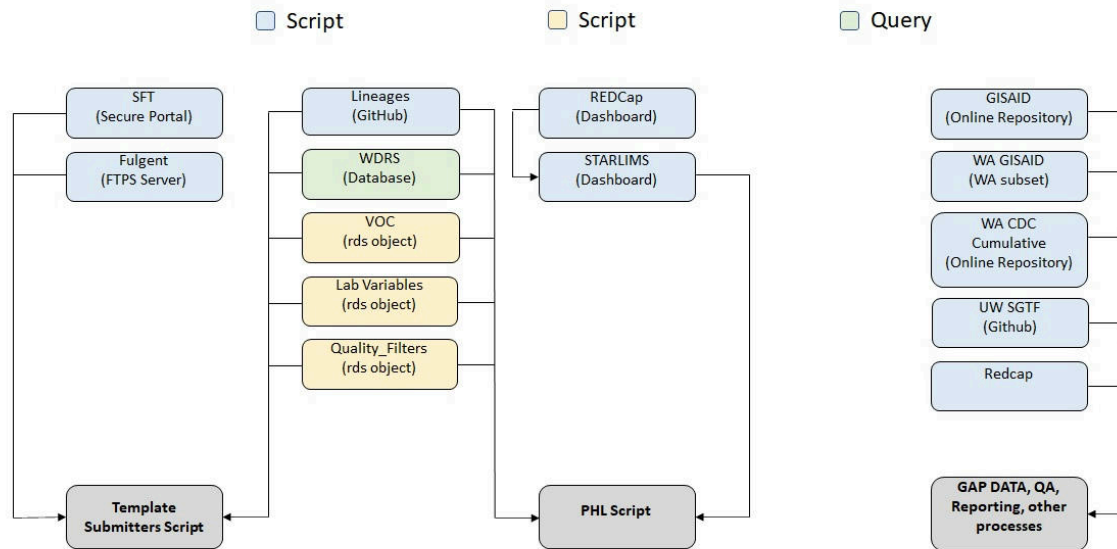 Script
Script
Query
SFT
(Secure Portal)
Fulgent
(FTPS Server)
Lineages
(GitHub)
WDRS
(Database)
VOC
(rds object)
Lab Variables
(rds object)
Quality_Filters
(rds object)
REDCap
(Dashboard)
STARLIMS
(Dashboard)
GISAID
(Online Repository)
WA GISAID
(WA subset)
WA CDC
Cumulative
(Online Repository)
UW SGTF
(Github)
Redcap
Template
Submitters Script
PHL Script
GAP DATA, QA,
Reporting, other
processes